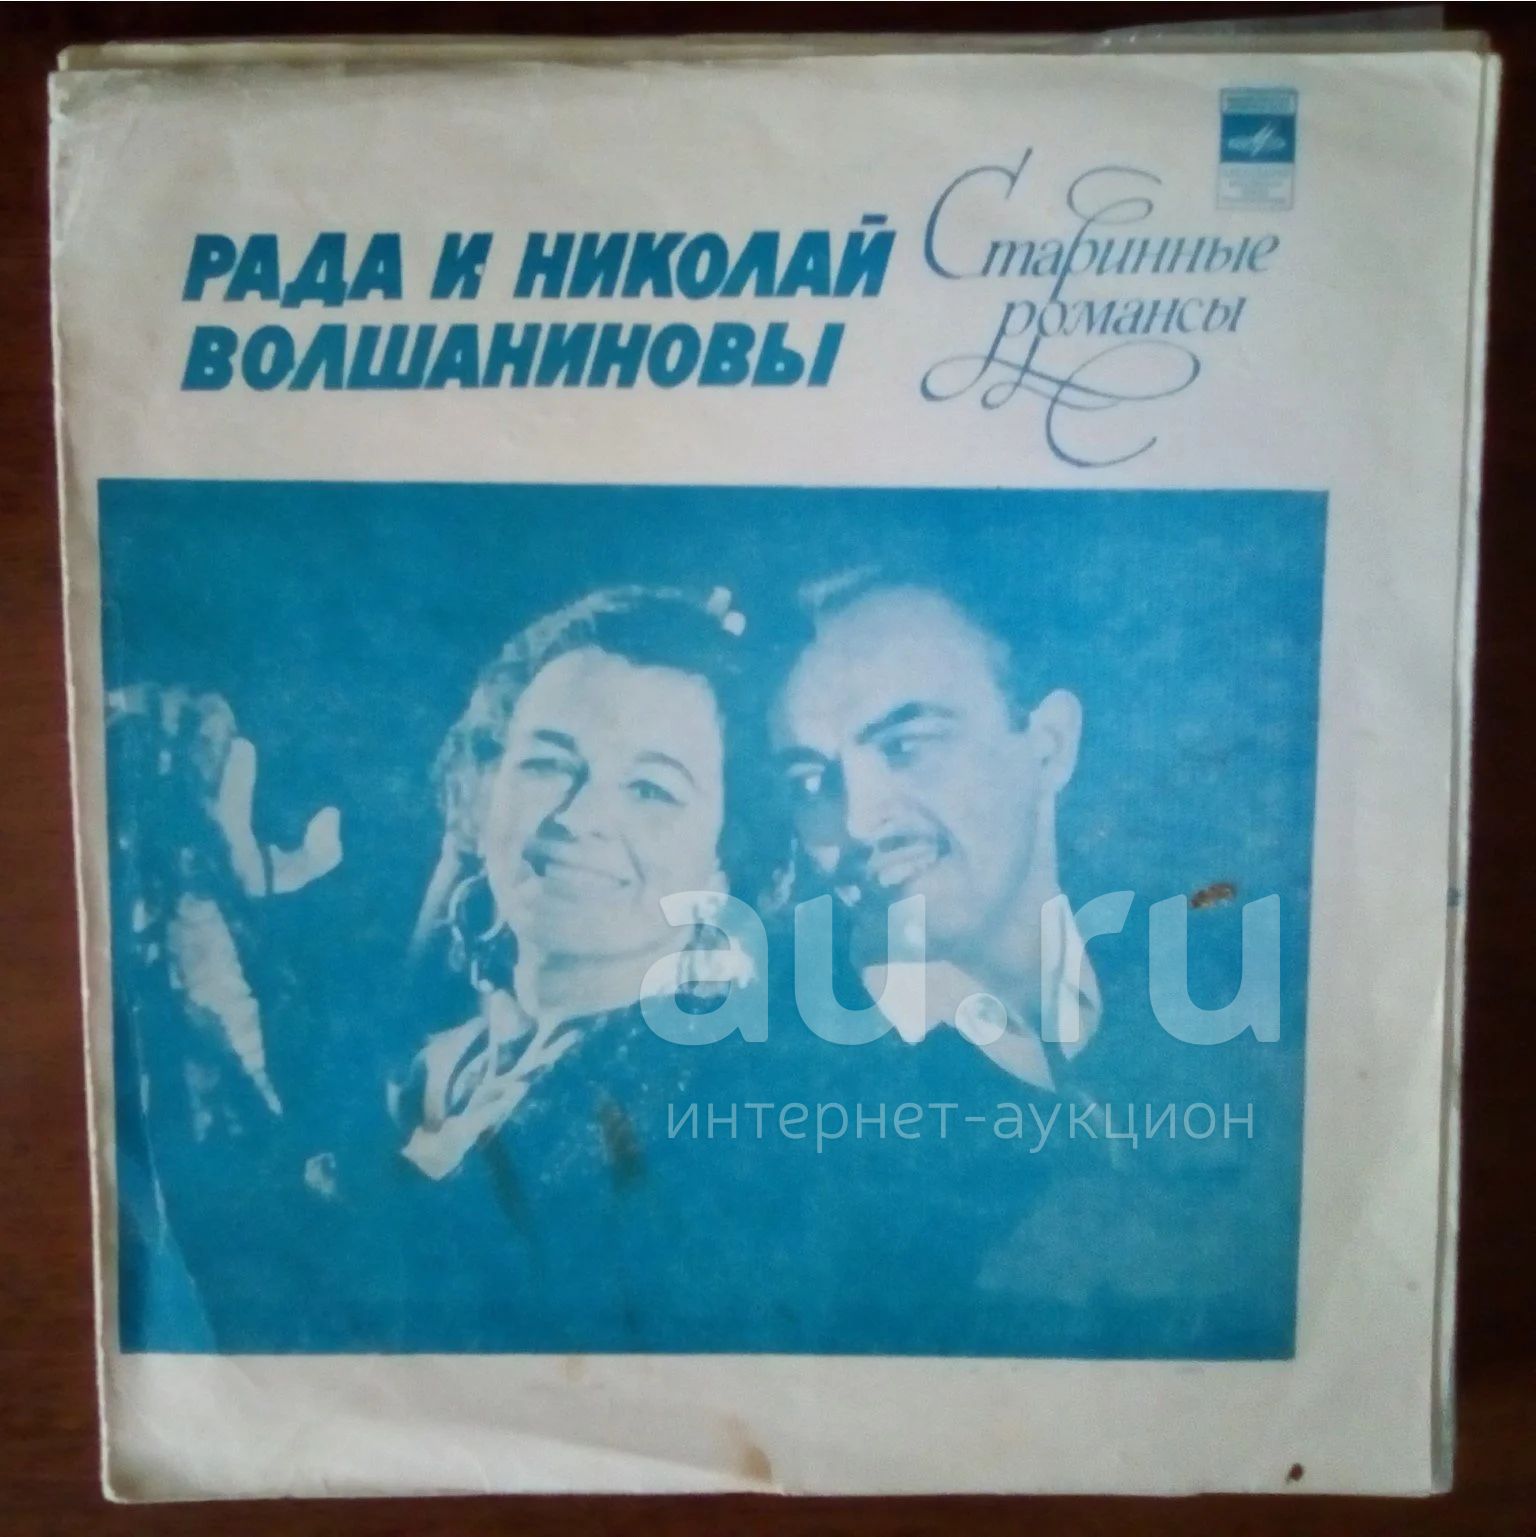 РАДА И НИКОЛАЙ
ВОЛШАНИНОВЫ
Старинные
романсы
au.ru
интернет-аукцион